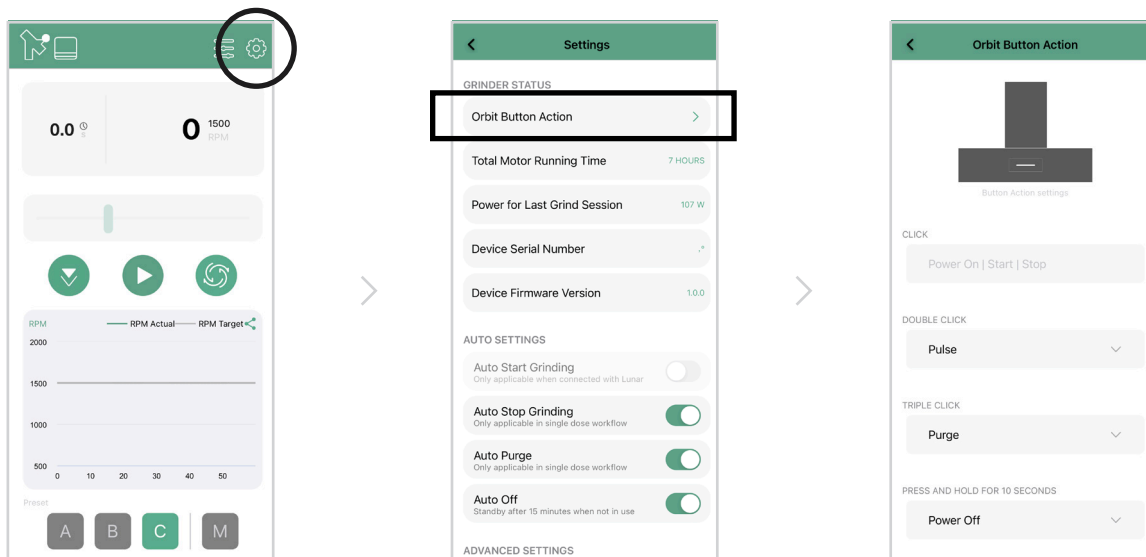 0.0 s
0 1500
RPM
RPM
RPM Actual RPM Target
2000
1500
1000
500
0 10 20 30 40 50
Preset
A B C M
Settings
GRINDER STATUS
Orbit Button Action
Total Motor Running Time 7 HOURS
Power for Last Grind Session 107 W
Device Serial Number
Device Firmware Version 1.0.0
AUTO SETTINGS
Auto Start Grinding
Only applicable when connected with Lunar
Auto Stop Grinding
Only applicable in single dose workflow
Auto Purge
Only applicable in single dose workflow
Auto Off
Standby after 15 minutes when not in use
ADVANCED SETTINGS
Orbit Button Action
Button Action settings
CLICK
Power On | Start | Stop
DOUBLE CLICK
Pulse
TRIPLE CLICK
Purge
PRESS AND HOLD FOR 10 SECONDS
Power Off